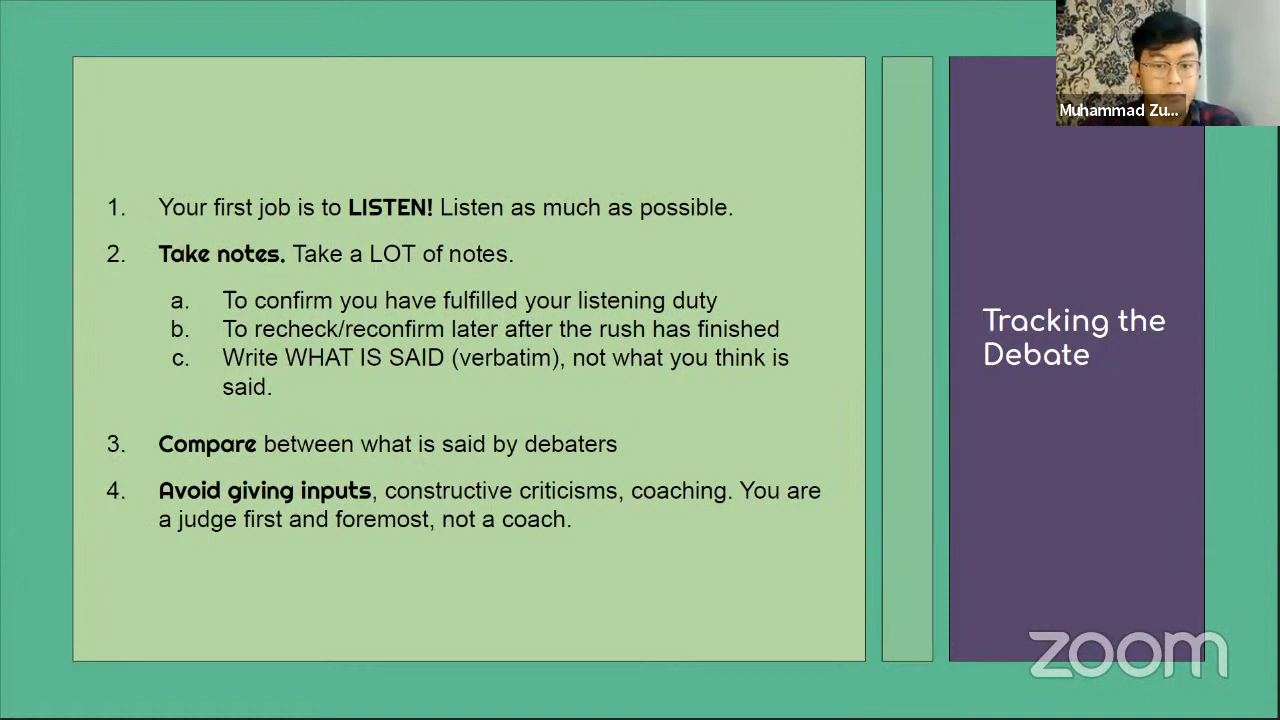 Muhammad Zu...
1. Your first job is to LISTEN! Listen as much as possible.
2. Take notes. Take a LOT of notes.
a. To confirm you have fulfilled your listening duty
b. To recheck/reconfirm later after the rush has finished
c. Write WHAT IS SAID (verbatim), not what you think is
said.
3. Compare between what is said by debaters
4. Avoid giving inputs, constructive criticisms, coaching. You are
a judge first and foremost, not a coach.
Tracking the
Debate
zoom